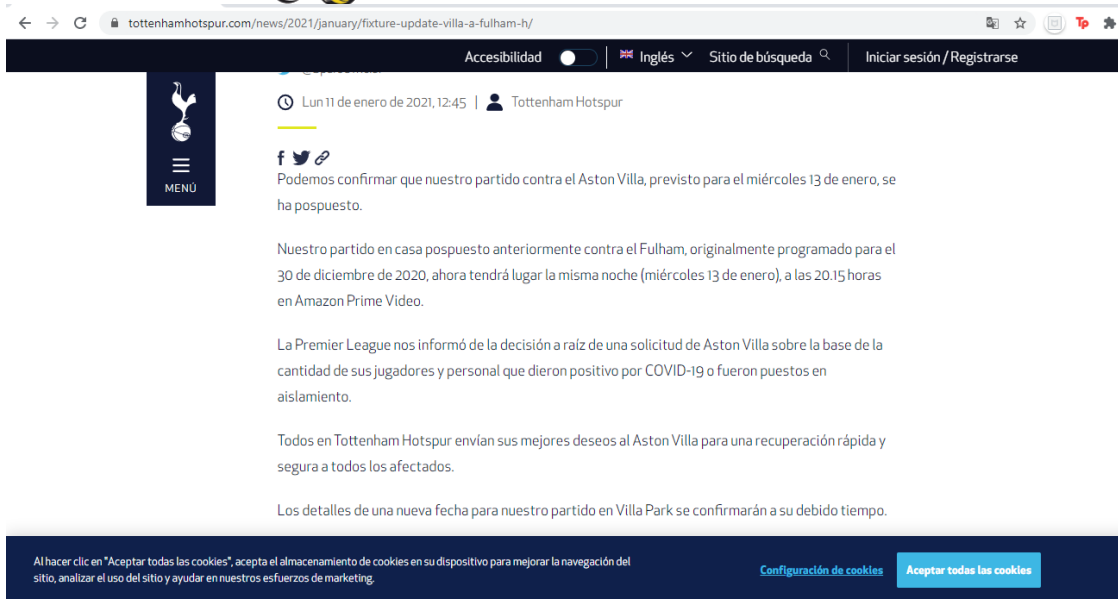 tottenhamhotspur.com/news/2021/january/fixture-update-villa-a-fulham-h/
Accesibilidad Inglés Sitio de búsqueda Iniciar sesión / Registrarse
Lun 11 de enero de 2021, 12:45 | Tottenham Hotspur
MENÚ
Podemos confirmar que nuestro partido contra el Aston Villa, previsto para el miércoles 13 de enero, se
ha pospuesto.
Nuestro partido en casa pospuesto anteriormente contra el Fulham, originalmente programado para el
30 de diciembre de 2020, ahora tendrá lugar la misma noche (miércoles 13 de enero), a las 20.15 horas
en Amazon Prime Video.
La Premier League nos informó de la decisión a raíz de una solicitud de Aston Villa sobre la base de la
cantidad de sus jugadores y personal que dieron positivo por COVID-19 o fueron puestos en
aislamiento.
Todos en Tottenham Hotspur envían sus mejores deseos al Aston Villa para una recuperación rápida y
segura a todos los afectados.
Los detalles de una nueva fecha para nuestro partido en Villa Park se confirmarán a su debido tiempo.
Al hacer clic en "Aceptar todas las cookies", acepta el almacenamiento de cookies en su dispositivo para mejorar la navegación del
sitio, analizar el uso del sitio y ayudar en nuestros esfuerzos de marketing.
Configuración de cookies
Aceptar todas las cookies